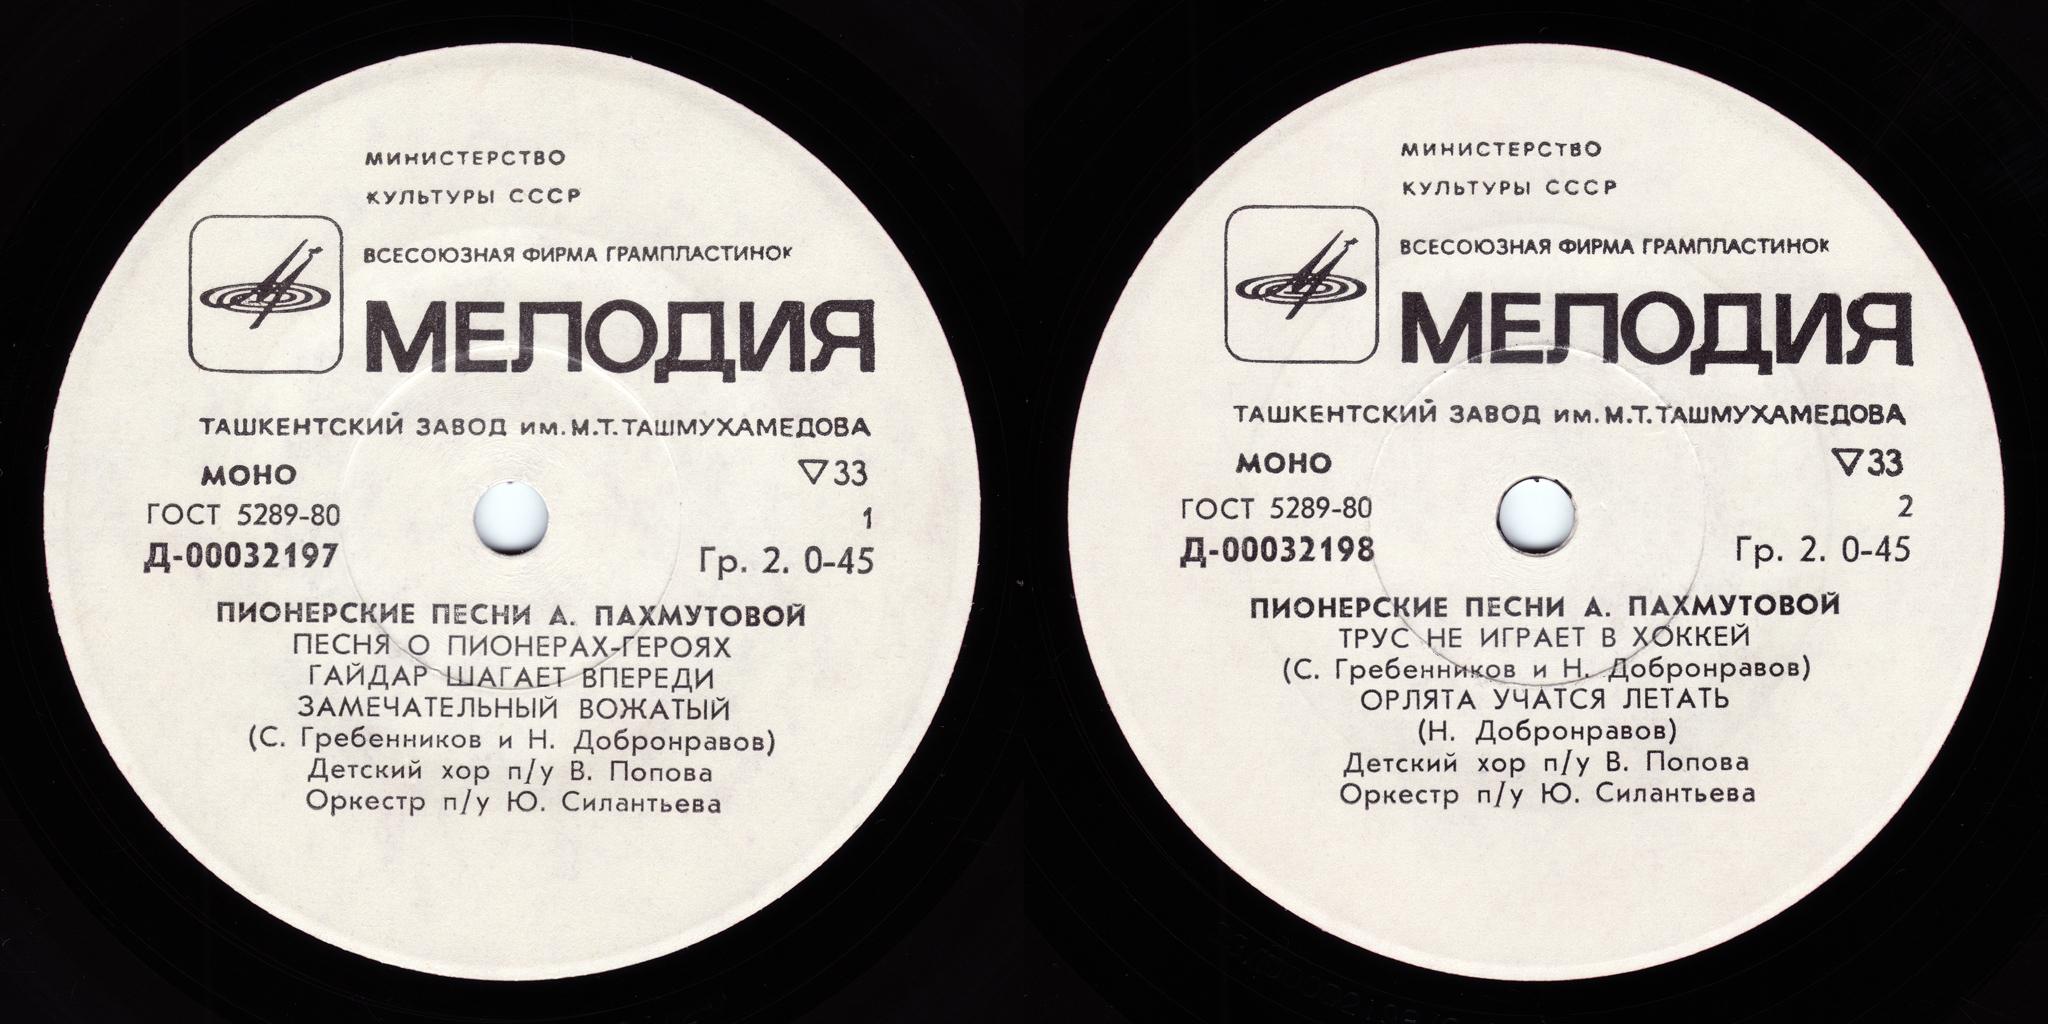 МИНИСТЕРСТВО
КУЛЬТУРЫ СССР
ВСЕСОЮЗНАЯ ФИРМА ГРАМПЛАСТИНОК
МЕЛОДИЯ
ТАШКЕНТСКИЙ ЗАВОД им. М.Т.ТАШМУХАМЕДОВА
МОНО ▽33
ГОСТ 5289-80 1
Д-00032197 Гр. 2. 0-45
ПИОНЕРСКИЕ ПЕСНИ А. ПАХМУТОВОЙ
ПЕСНЯ О ПИОНЕРАХ-ГЕРОЯХ
ГАЙДАР ШАГАЕТ ВПЕРЕДИ
ЗАМЕЧАТЕЛЬНЫЙ ВОЖАТЫЙ
(С. Гребенников и Н. Добронравов)
Детский хор п/у В. Попова
Оркестр п/у Ю. Силантьева
МИНИСТЕРСТВО
КУЛЬТУРЫ СССР
ВСЕСОЮЗНАЯ ФИРМА ГРАМПЛАСТИНОК
МЕЛОДИЯ
ТАШКЕНТСКИЙ ЗАВОД им. М.Т.ТАШМУХАМЕДОВА
МОНО ▽33
ГОСТ 5289-80 2
Д-00032198 Гр. 2. 0-45
ПИОНЕРСКИЕ ПЕСНИ А. ПАХМУТОВОЙ
ТРУС НЕ ИГРАЕТ В ХОККЕЙ
(С. Гребенников и Н. Добронравов)
ОРЛЯТА УЧАТСЯ ЛЕТАТЬ
(Н. Добронравов)
Детский хор п/у В. Попова
Оркестр п/у Ю. Силантьева